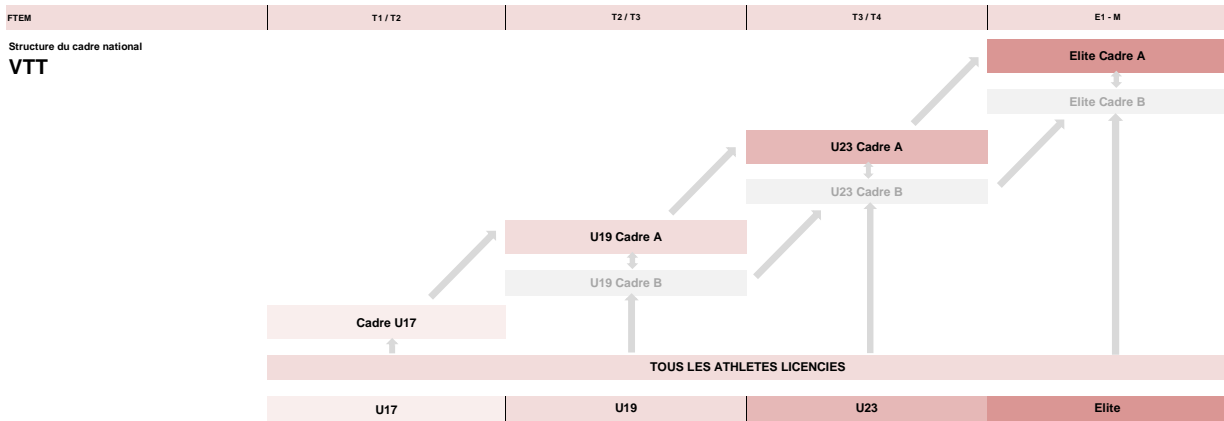 FTEM T1 / T2 T2 / T3 T3 / T4 E1 - M
Structure du cadre national
VTT
Elite Cadre A
Elite Cadre B
U23 Cadre A
U23 Cadre B
U19 Cadre A
U19 Cadre B
Cadre U17
TOUS LES ATHLETES LICENCIES
U17 U19 U23 Elite